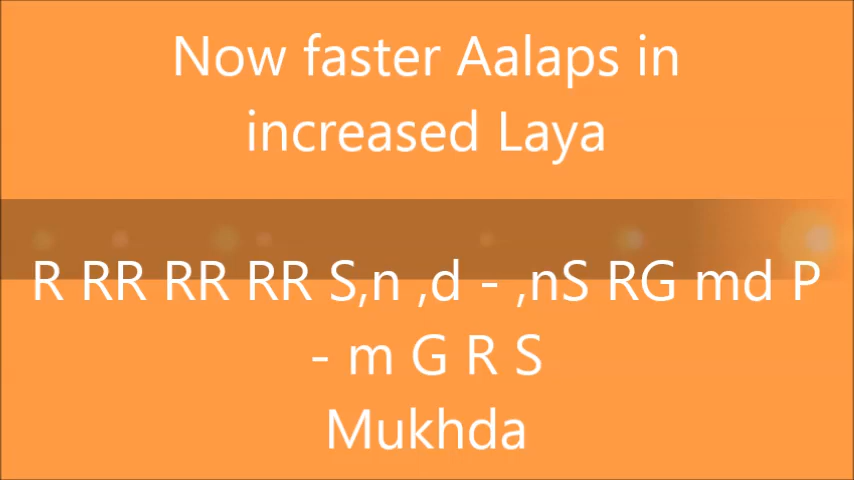 Now faster Aalaps in
increased Laya
R RR RR RR S,n ,d - ,nS RG md P
- m G R S
Mukhda